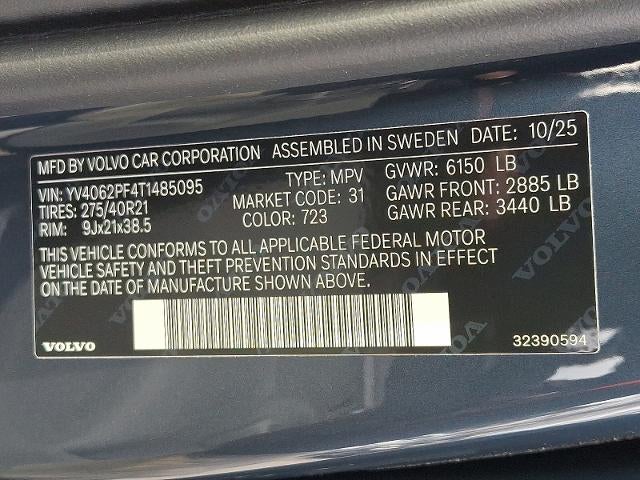 MFD BY VOLVO CAR CORPORATION ASSEMBLED IN SWEDEN DATE: 10/25
VIN: YV4062PF4T1485095 TYPE: MPV GVWR: 6150 LB
TIRES: 275/40R21 MARKET CODE: 31 GAWR FRONT: 2885 LB
RIM: 9Jx21x38.5 COLOR: 723 GAWR REAR: 3440 LB
THIS VEHICLE CONFORMS TO ALL APPLICABLE FEDERAL MOTOR
VEHICLE SAFETY AND THEFT PREVENTION STANDARDS IN EFFECT
ON THE DATE OF MANUFACTURE SHOWN ABOVE.
VOLVO 32390594